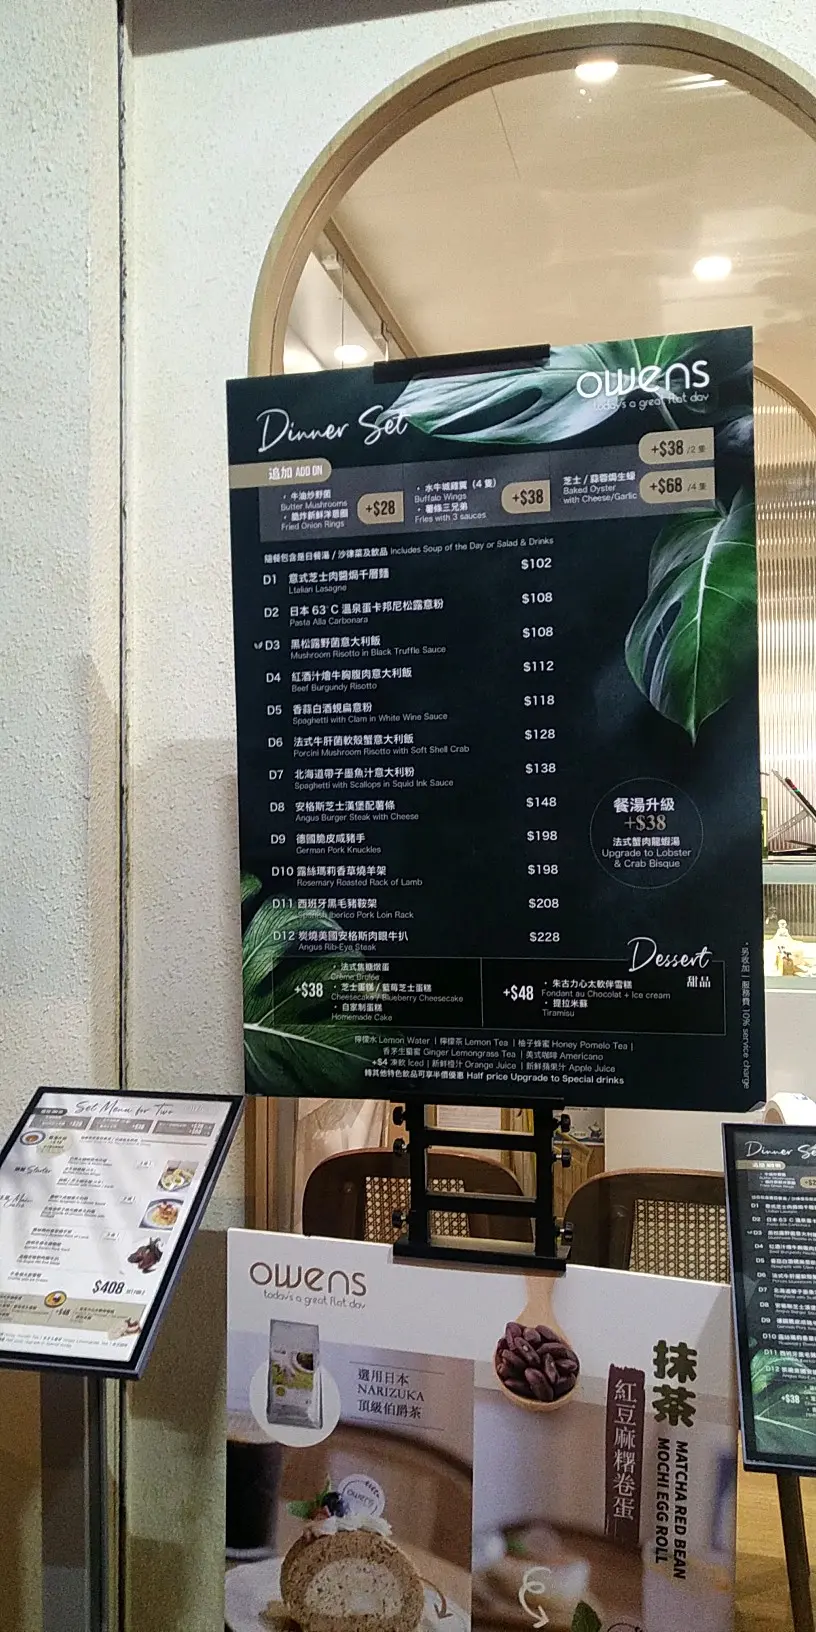 owens
today's a great flat day
Dinner Set
追加 ADD ON
・牛油炒野菌
Butter Mushrooms
・脆炸新鮮洋葱圈
Fried Onion Rings
+$28
・水牛城雞翼（4 隻）
Buffalo Wings
・薯條三兄弟
Fries with 3 sauces
+$38
芝士 / 蒜蓉焗生蠔
Baked Oyster
with Cheese/Garlic
+$38 /2 隻
+$68 /4 隻
隨餐包含是日餐湯 / 沙律菜及飲品 Includes Soup of the Day or Salad & Drinks
D1 意式芝士肉醬焗千層麵 $102
Ltalian Lasagne
D2 日本 63°C 溫泉蛋卡邦尼松露意粉 $108
Pasta Alla Carbonara
D3 黑松露野菌意大利飯 $108
Mushroom Risotto in Black Truffle Sauce
D4 紅酒汁燴牛胸腹肉意大利飯 $112
Beef Burgundy Risotto
D5 香蒜白酒蜆扁意粉 $118
Spaghetti with Clam in White Wine Sauce
D6 法式牛肝菌軟殼蟹意大利飯 $128
Porcini Mushroom Risotto with Soft Shell Crab
D7 北海道帶子墨魚汁意大利粉 $138
Spaghetti with Scallops in Squid Ink Sauce
D8 安格斯芝士漢堡配薯條 $148
Angus Burger Steak with Cheese
D9 德國脆皮咸豬手 $198
German Pork Knuckles
D10 露絲瑪莉香草燒羊架 $198
Rosemary Roasted Rack of Lamb
D11 西班牙黑毛豬鞍架 $208
Spanish Iberico Pork Loin Rack
D12 炭燒美國安格斯肉眼牛扒 $228
Angus Rib-Eye Steak
餐湯升級
+$38
法式蟹肉龍蝦湯
Upgrade to Lobster
& Crab Bisque
Dessert
甜品
+$38
・法式焦糖燉蛋
Crème Brulée
・芝士蛋糕 / 藍莓芝士蛋糕
Cheesecake / Blueberry Cheesecake
・自家制蛋糕
Homemade Cake
+$48
・朱古力心太軟伴雪糕
Fondant au Chocolat + Ice cream
・提拉米蘇
Tiramisu
檸檬水 Lemon Water | 檸檬茶 Lemon Tea | 柚子蜂蜜 Honey Pomelo Tea |
香茅生薑蜜 Ginger Lemongrass Tea | 美式咖啡 Americano
+$4 凍飲 Iced | 新鮮橙汁 Orange Juice | 新鮮蘋果汁 Apple Juice
轉其他特色飲品可享半價優惠 Half price Upgrade to Special drinks
・另收加一服務費 10% service charge
Set Menu for Two
Starter
$408
Dinner Se
D1
D2
D3
D4
D5
D6
D7
D8
D9
D10
D11
D12
+$38
owens
today's a great flat day
選用日本
NARIZUKA
頂級伯爵茶
owens
抹茶
紅豆麻糬卷蛋
MATCHA RED BEAN
MOCHI EGG ROLL